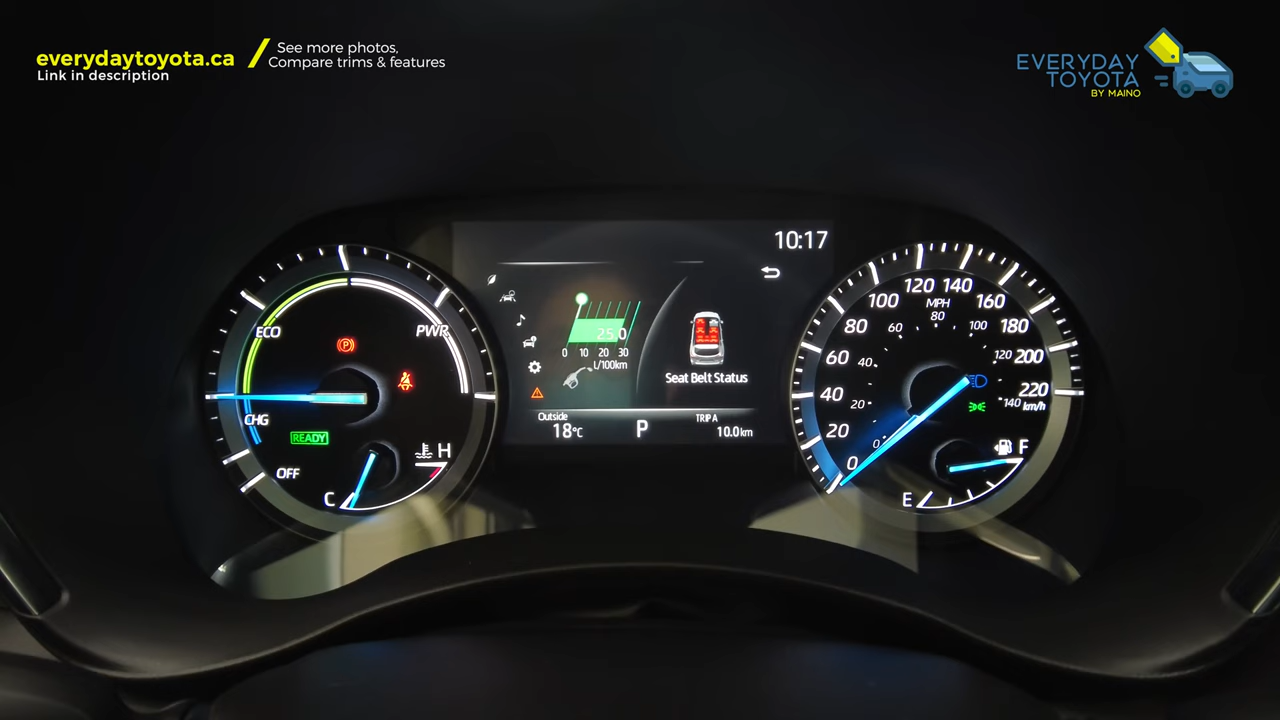 everydaytoyota.ca
Link in description
See more photos,
Compare trims & features
EVERYDAY
TOYOTA
BY MAINO
10:17
ECO
PWR
CHG
READY
OFF
C
H
25.0
0 10 20 30
L/100km
Seat Belt Status
Outside
18°C
P
TRIP A
10.0km
0
20
40
60
80
100
120
140
160
180
200
220
km/h
MPH
0
20
40
60
80
100
120
140
E
F